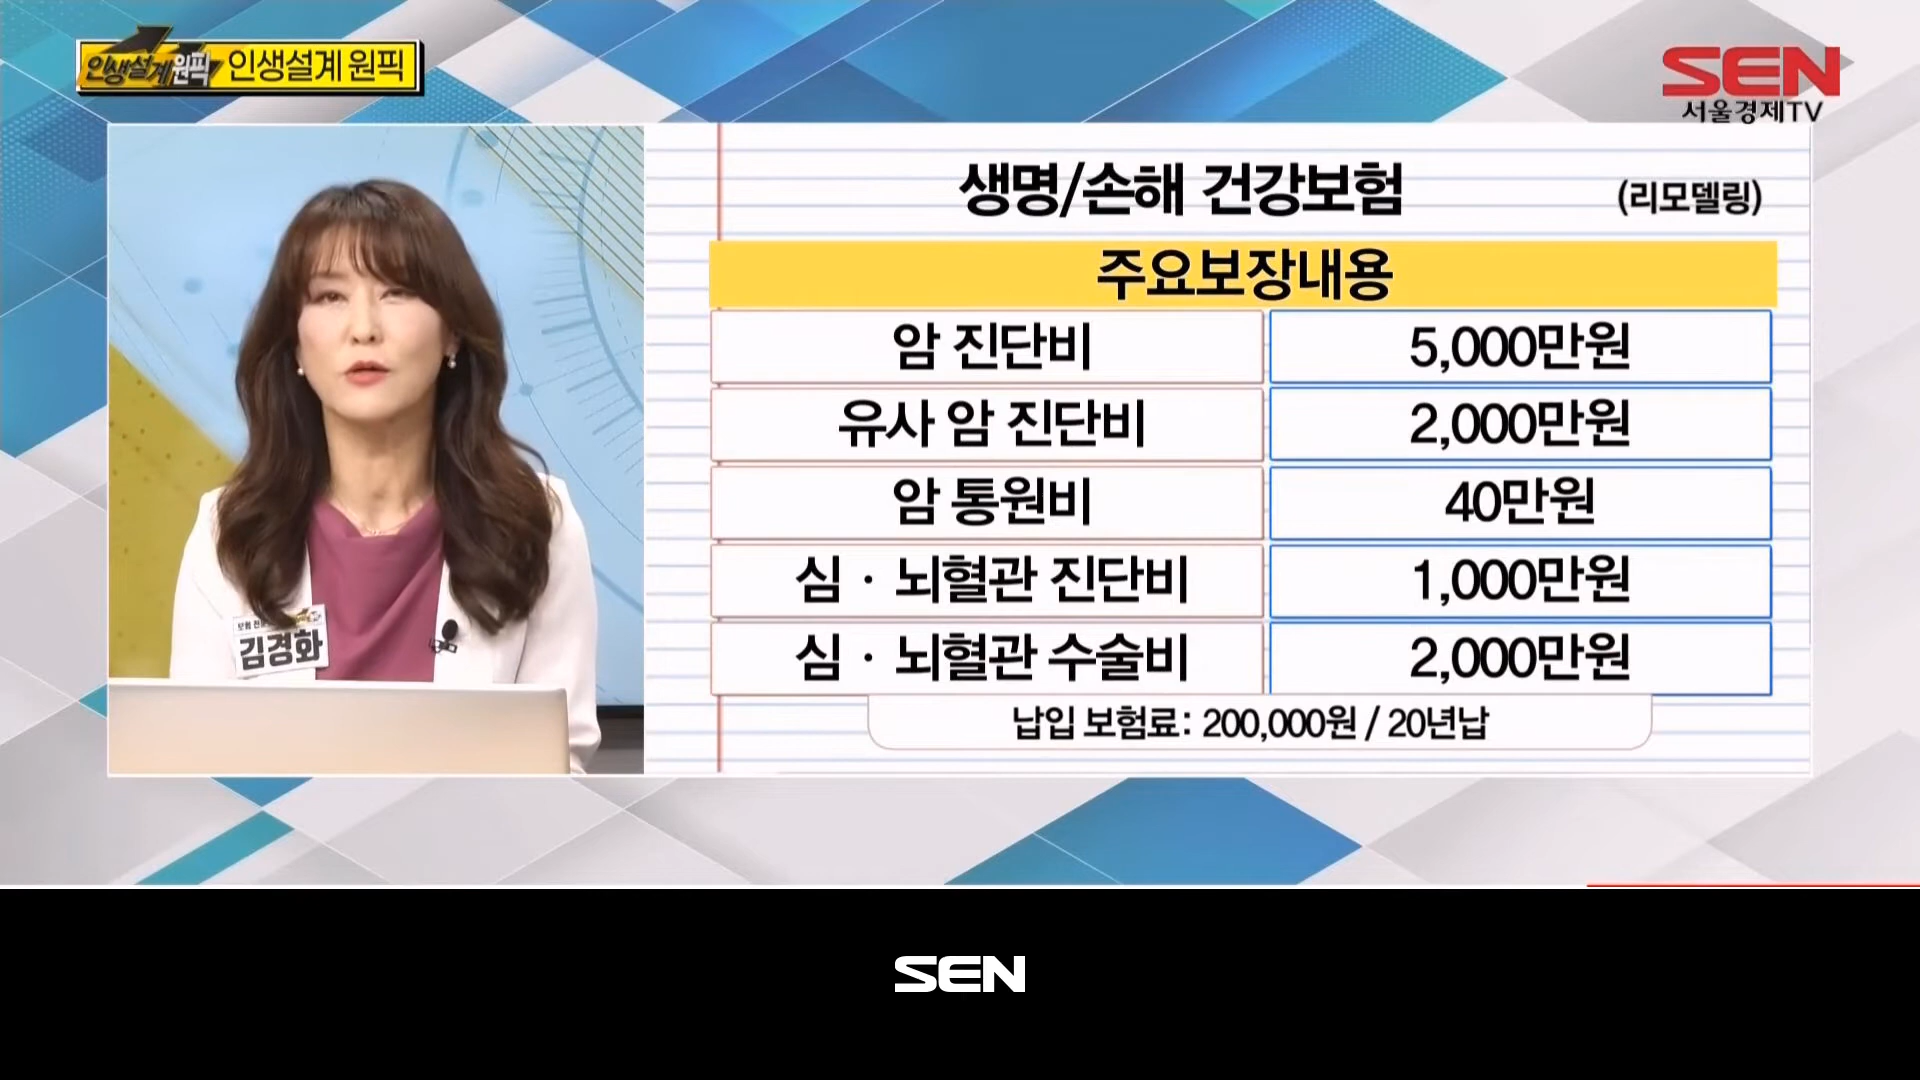 인생설계원픽 인생설계 원픽
SEN
서울경제TV
생명/손해 건강보험 (리모델링)
주요보장내용
암 진단비 5,000만원
유사 암 진단비 2,000만원
암 통원비 40만원
심 · 뇌혈관 진단비 1,000만원
심 · 뇌혈관 수술비 2,000만원
납입 보험료: 200,000원 / 20년납
보험 전문
김경화
SEN